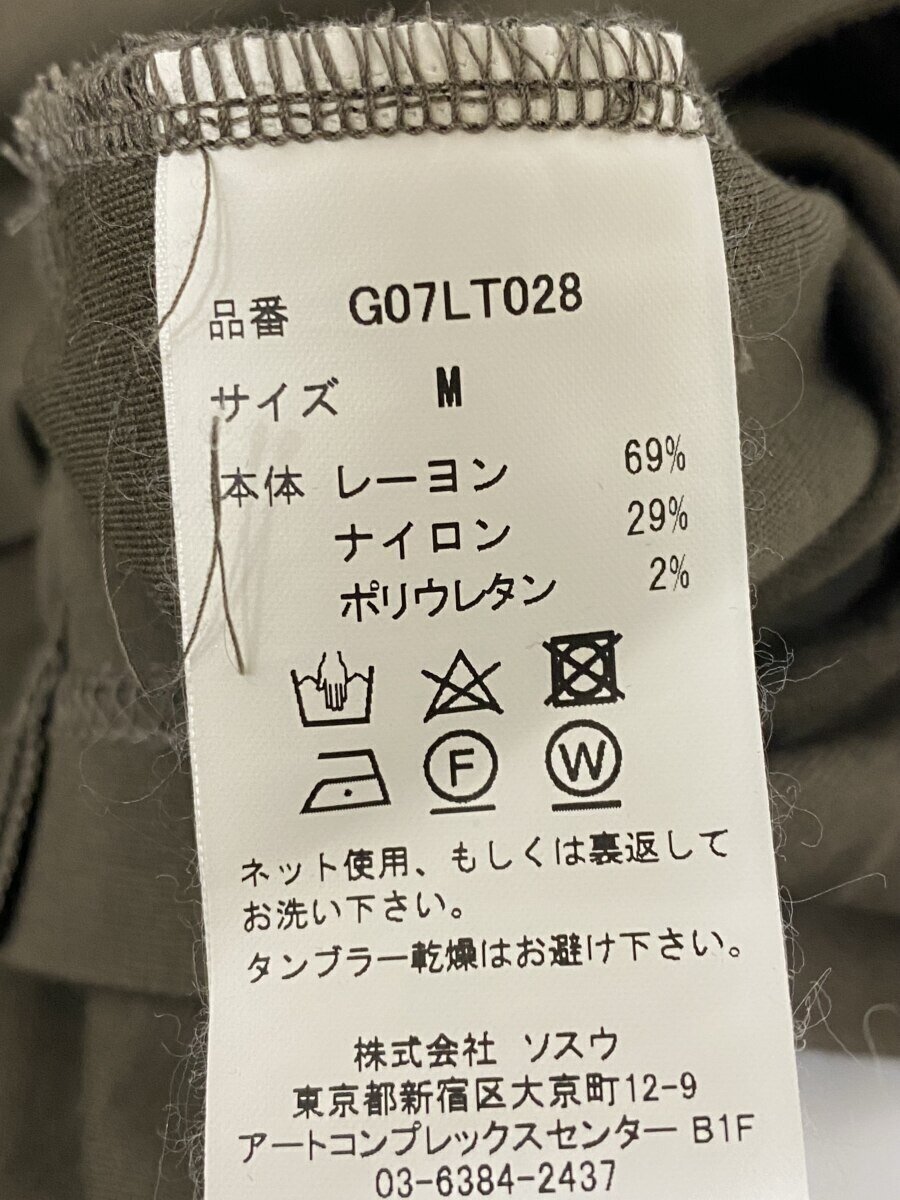 品番 G07LT028
サイズ M
本体 レーヨン 69%
ナイロン 29%
ポリウレタン 2%
F W
ネット使用、もしくは裏返して
お洗い下さい。
タンブラー乾燥はお避け下さい。
株式会社 ソスウ
東京都新宿区大京町12-9
アートコンプレックスセンター B1F
03-6384-2437